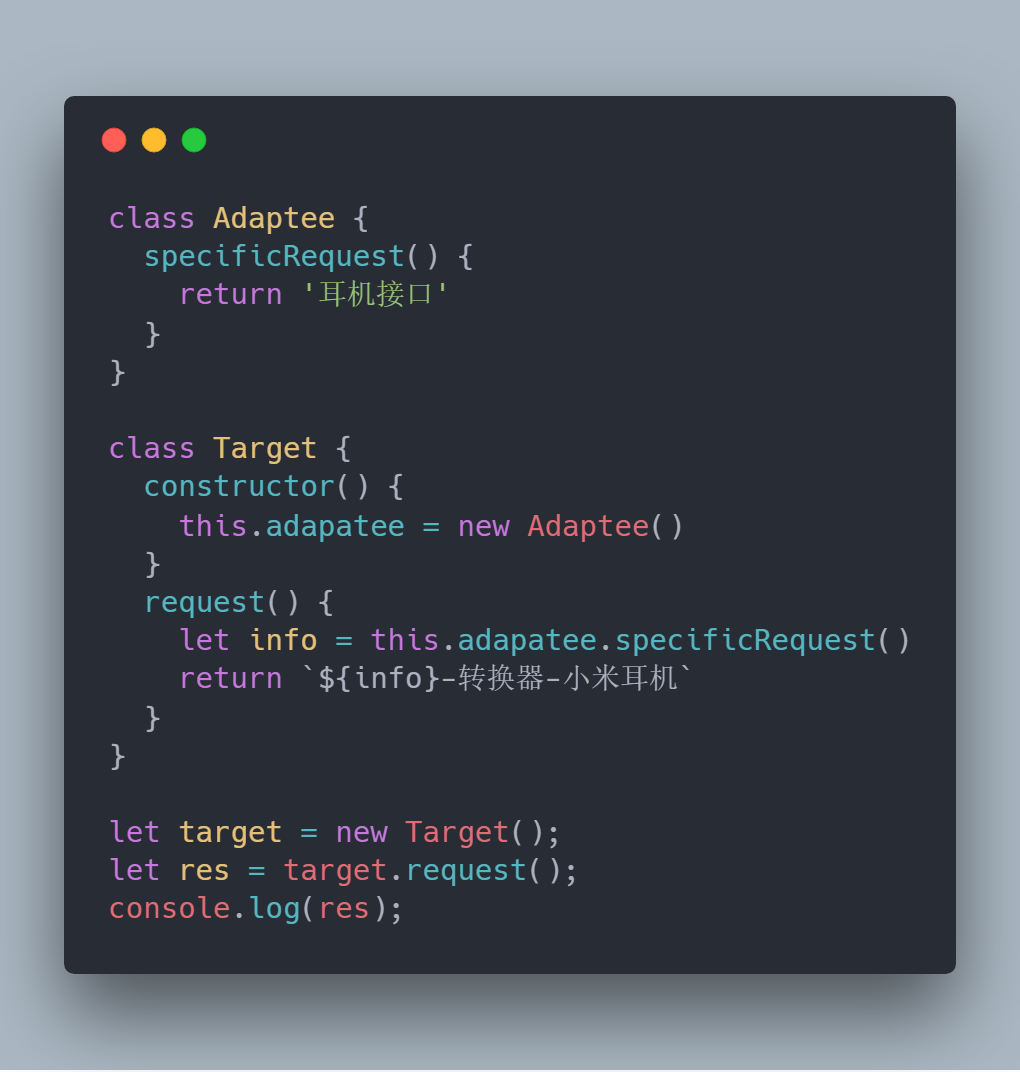 class Adaptee {
  specificRequest() {
    return '耳机接口'
  }
}

class Target {
  constructor() {
    this.adapatee = new Adaptee()
  }
  request() {
    let info = this.adapatee.specificRequest()
    return `${info}-转换器-小米耳机`
  }
}

let target = new Target();
let res = target.request();
console.log(res);